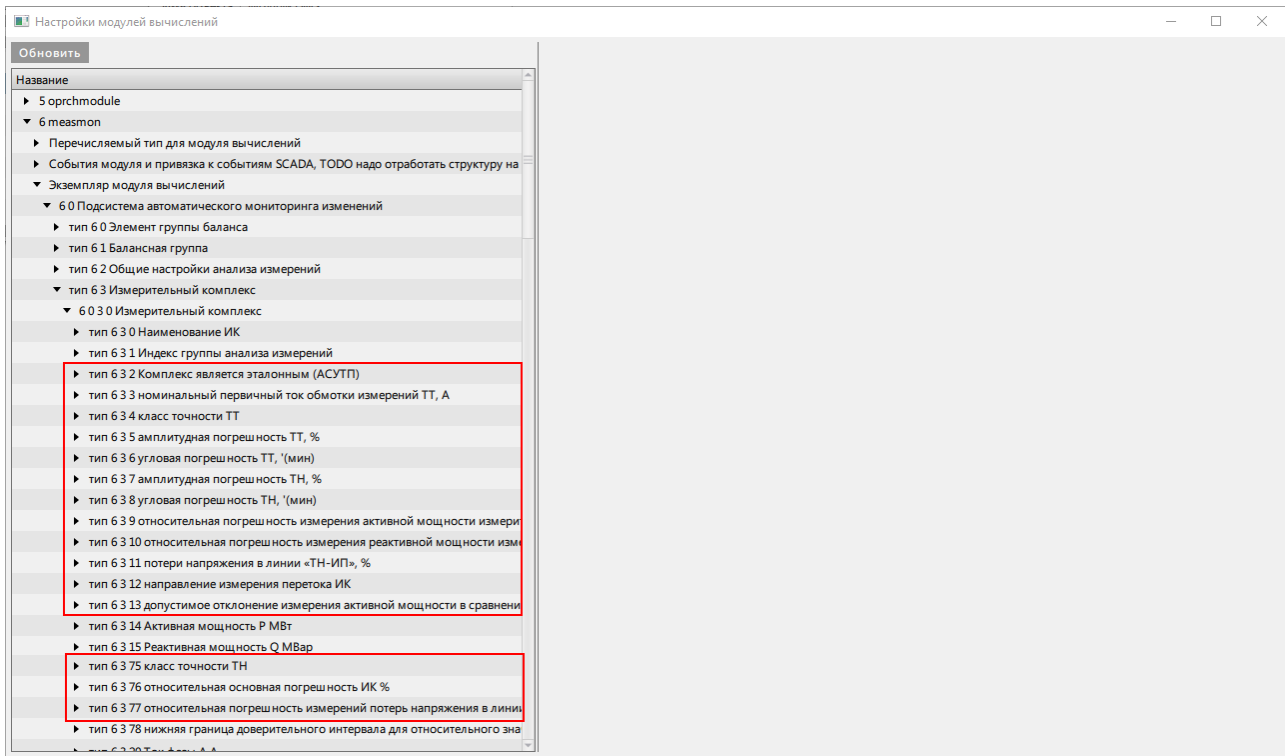 Настройки модулей вычислений
Обновить
Название
5 oprchmodule
6 measmon
Перечисляемый тип для модуля вычислений
События модуля и привязка к событиям SCADA, TODO надо отработать структуру на
Экземпляр модуля вычислений
6 0 Подсистема автоматического мониторинга изменений
тип 6 0 Элемент группы баланса
тип 6 1 Балансная группа
тип 6 2 Общие настройки анализа измерений
тип 6 3 Измерительный комплекс
6 0 3 0 Измерительный комплекс
тип 6 3 0 Наименование ИК
тип 6 3 1 Индекс группы анализа измерений
тип 6 3 2 Комплекс является эталонным (АСУТП)
тип 6 3 3 номинальный первичный ток обмотки измерений ТТ, А
тип 6 3 4 класс точности ТТ
тип 6 3 5 амплитудная погрешность ТТ, %
тип 6 3 6 угловая погрешность ТТ, '(мин)
тип 6 3 7 амплитудная погрешность ТН, %
тип 6 3 8 угловая погрешность ТН, '(мин)
тип 6 3 9 относительная погрешность измерения активной мощности измери
тип 6 3 10 относительная погрешность измерения реактивной мощности изме
тип 6 3 11 потери напряжения в линии «ТН-ИП», %
тип 6 3 12 направление измерения перетока ИК
тип 6 3 13 допустимое отклонение измерения активной мощности в сравнени
тип 6 3 14 Активная мощность P МВт
тип 6 3 15 Реактивная мощность Q МВар
тип 6 3 75 класс точности ТН
тип 6 3 76 относительная основная погрешность ИК %
тип 6 3 77 относительная погрешность измерений потерь напряжения в линии
тип 6 3 78 нижняя граница доверительного интервала для относительного зна